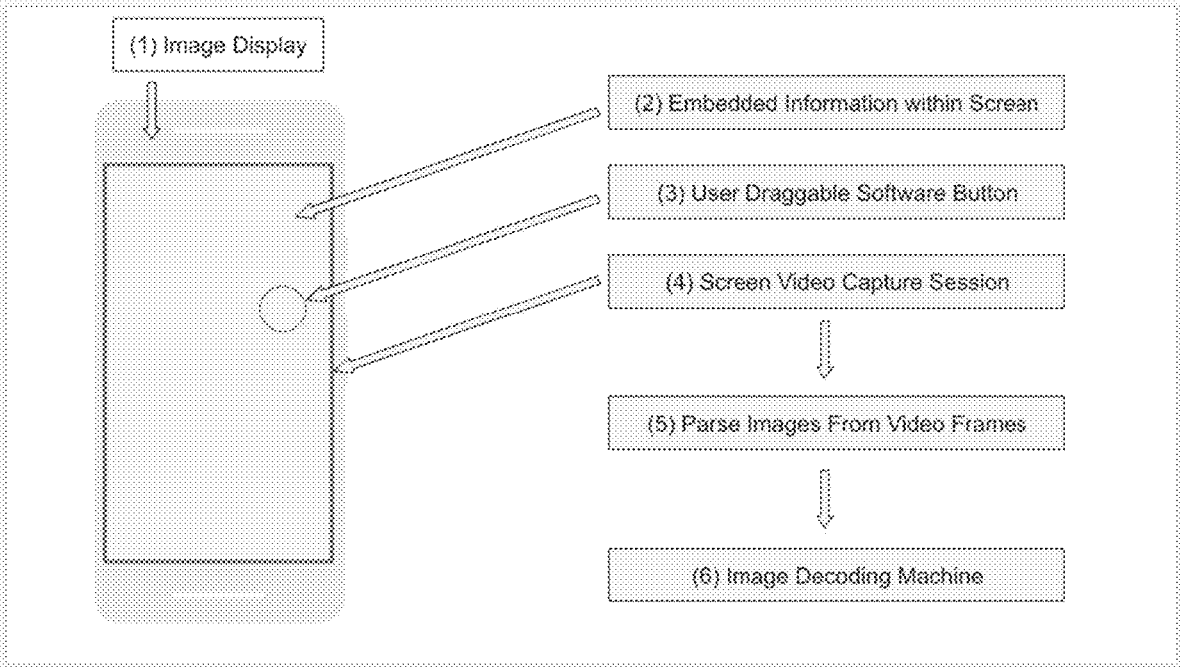 (1) Image Display
(2) Embedded Information within Screan
(3) User Draggable Software Button
(4) Screen Video Capture Session
(5) Parse Images From Video Frames
(6) Image Decoding Machine